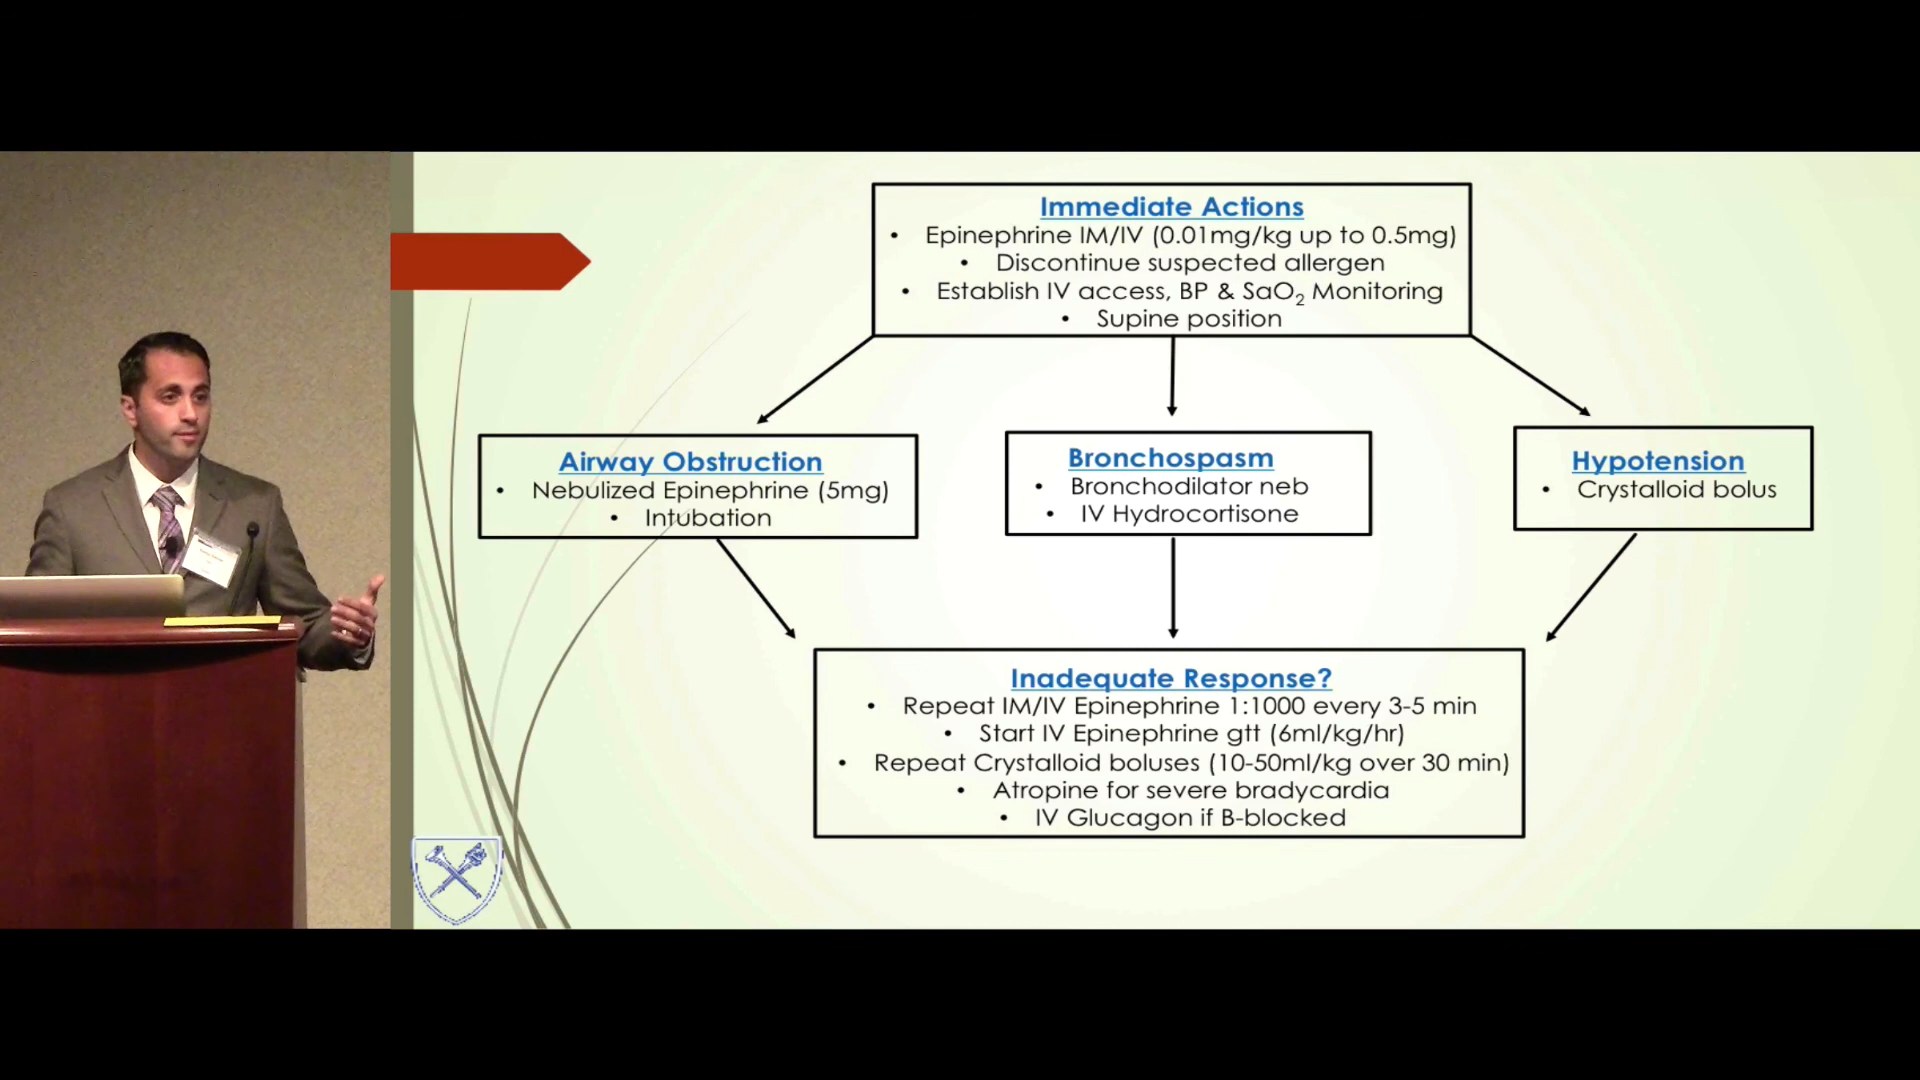 Immediate Actions
• Epinephrine IM/IV (0.01mg/kg up to 0.5mg)
• Discontinue suspected allergen
• Establish IV access, BP & SaO₂ Monitoring
• Supine position
Airway Obstruction
• Nebulized Epinephrine (5mg)
• Intubation
Bronchospasm
• Bronchodilator neb
• IV Hydrocortisone
Hypotension
• Crystalloid bolus
Inadequate Response?
• Repeat IM/IV Epinephrine 1:1000 every 3-5 min
• Start IV Epinephrine gtt (6ml/kg/hr)
• Repeat Crystalloid boluses (10-50ml/kg over 30 min)
• Atropine for severe bradycardia
• IV Glucagon if B-blocked